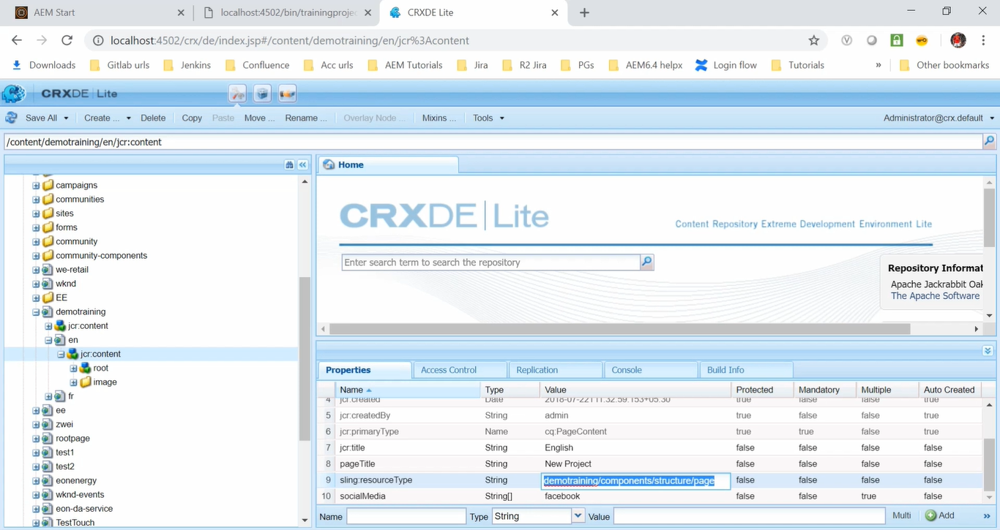 AEM Start
localhost:4502/bin/trainingproje
CRXDE Lite
localhost:4502/crx/de/index.jsp#/content/demotraining/en/jcr%3Acontent
Downloads Gitlab urls Jenkins Confluence Acc urls AEM Tutorials Jira R2 Jira PGs AEM6.4 helpx Login flow Tutorials » Other bookmarks
CRXDE | Lite
Save All Create ... Delete Copy Paste Move ... Rename ... Overlay Node ... Mixins ... Tools Administrator@crx.default
/content/demotraining/en/jcr:content
campaigns
communities
sites
forms
community
community-components
we-retail
wknd
EE
demotraining
jcr:content
en
jcr:content
root
image
fr
ee
zwei
rootpage
test1
test2
eonenergy
wknd-events
eon-da-service
TestTouch
Home
CRXDE | Lite
Content Repository Extreme Development Environment Lite
Enter search term to search the repository
Repository Informat
Apache Jackrabbit Oak
The Apache Software
Properties Access Control Replication Console Build Info
Name Type Value Protected Mandatory Multiple Auto Created
4 jcr:created Date 2018-07-22T11:32:59.153+05:30 true false false true
5 jcr:createdBy String admin true false false true
6 jcr:primaryType Name cq:PageContent true true false true
7 jcr:title String English false false false false
8 pageTitle String New Project false false false false
9 sling:resourceType String demotraining/components/structure/page false false false false
10 socialMedia String[] facebook false false true false
Name Type String Value Multi Add »